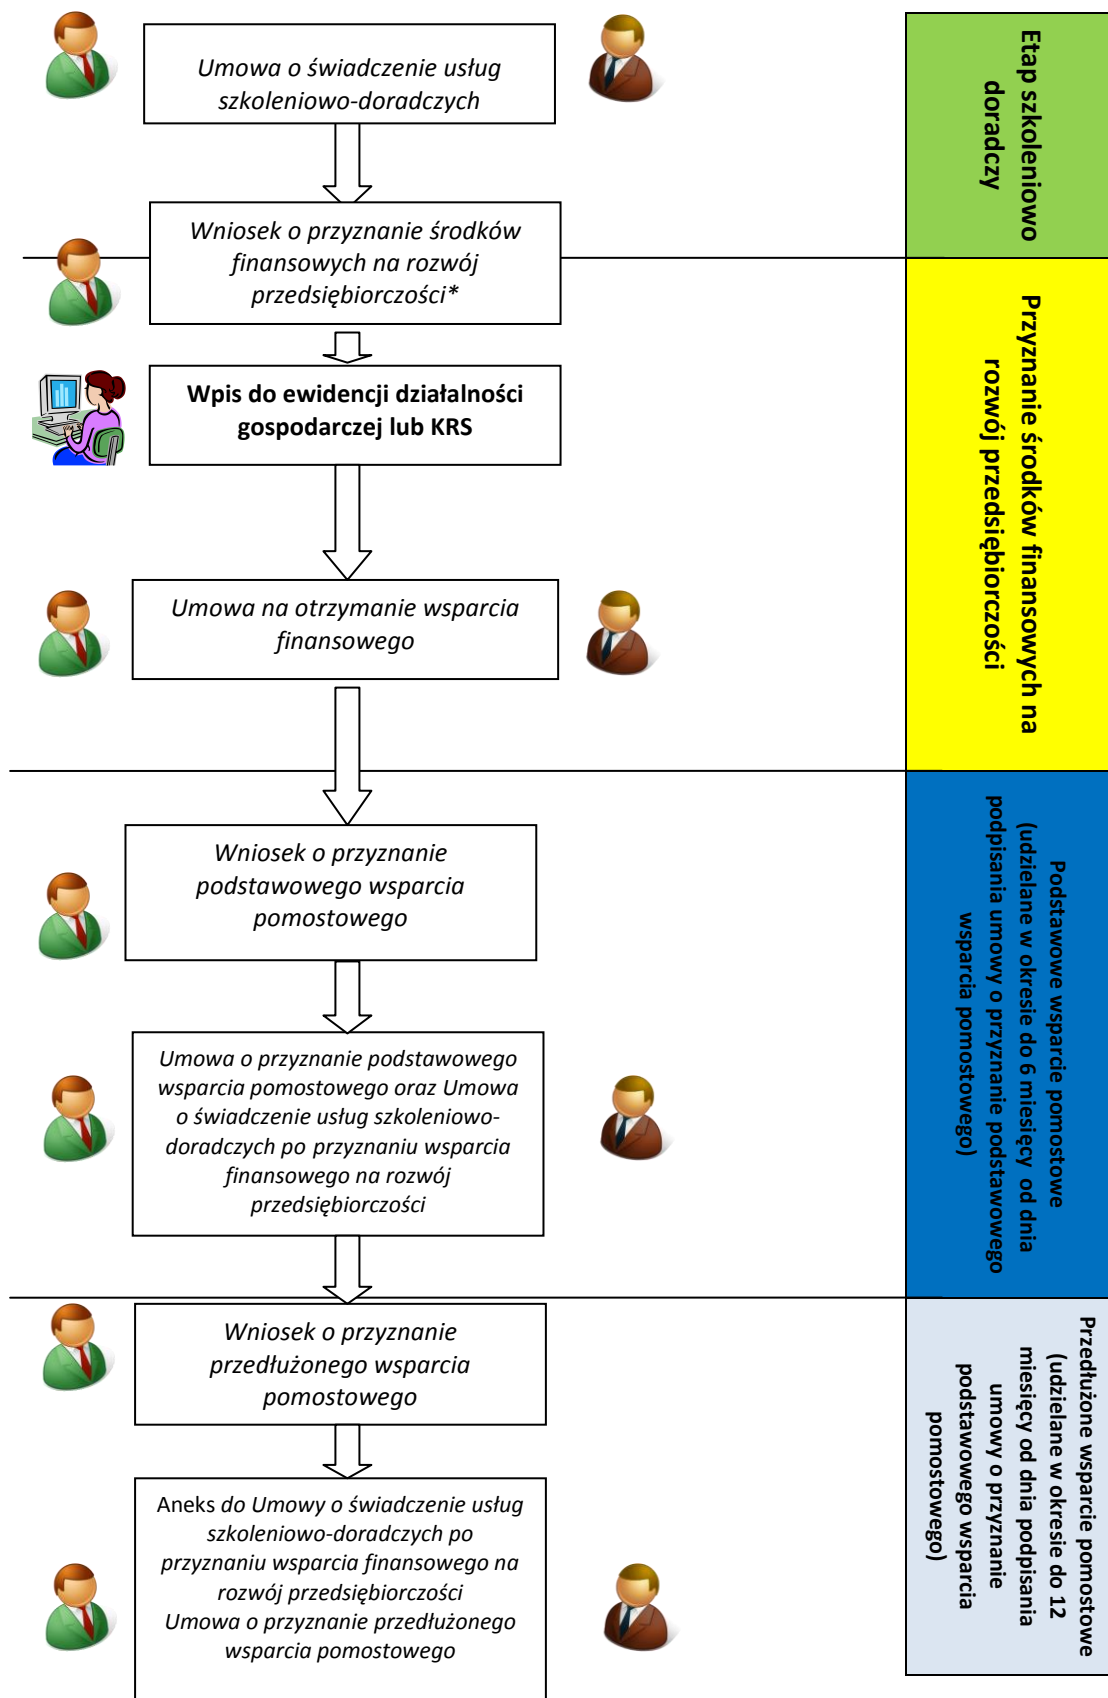 Umowa o świadczenie usług
szkoleniowo-doradczych
Etap szkoleniowo
doradczy
Wniosek o przyznanie środków
finansowych na rozwój
przedsiębiorczości*
Wpis do ewidencji działalności
gospodarczej lub KRS
Umowa na otrzymanie wsparcia
finansowego
Przyznanie środków finansowych na
rozwój przedsiębiorczości
Wniosek o przyznanie
podstawowego wsparcia
pomostowego
Umowa o przyznanie podstawowego
wsparcia pomostowego oraz Umowa
o świadczenie usług szkoleniowo-
doradczych po przyznaniu wsparcia
finansowego na rozwój
przedsiębiorczości
Podstawowe wsparcie pomostowe
(udzielane w okresie do 6 miesięcy od dnia
podpisania umowy o przyznanie podstawowego
wsparcia pomostowego)
Wniosek o przyznanie
przedłużonego wsparcia
pomostowego
Aneks do Umowy o świadczenie usług
szkoleniowo-doradczych po
przyznaniu wsparcia finansowego na
rozwój przedsiębiorczości
Umowa o przyznanie przedłużonego
wsparcia pomostowego
Przedłużone wsparcie pomostowe
(udzielane w okresie do 12
miesięcy od dnia podpisania
umowy o przyznanie
podstawowego wsparcia
pomostowego)